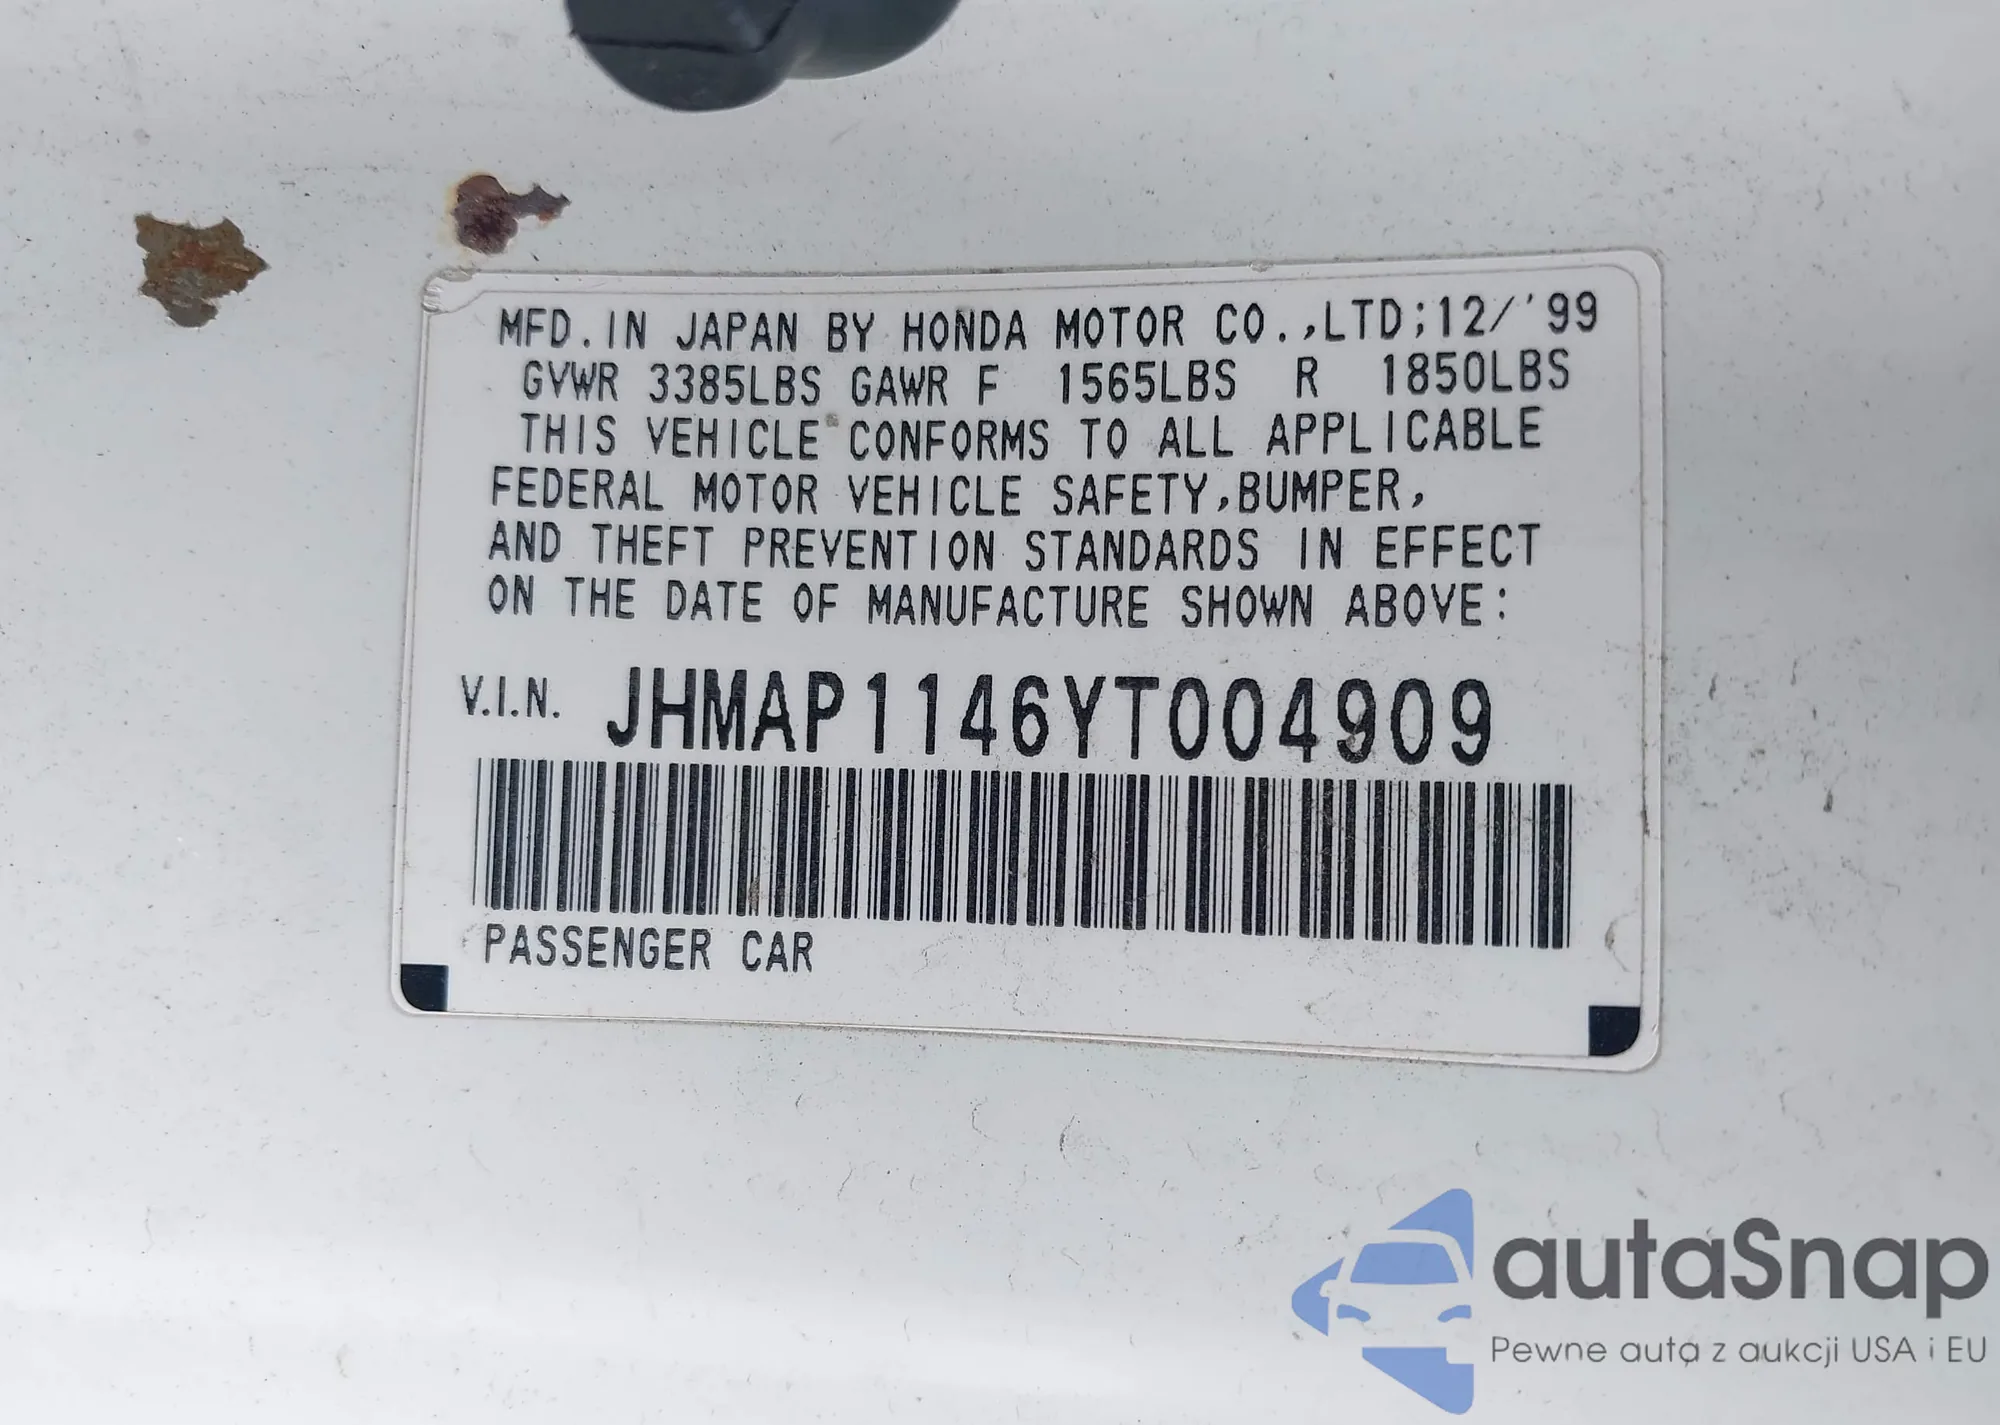 MFD. IN JAPAN BY HONDA MOTOR CO.,LTD;12/'99
GVWR 3385LBS GAWR F 1565LBS R 1850LBS
THIS VEHICLE CONFORMS TO ALL APPLICABLE
FEDERAL MOTOR VEHICLE SAFETY,BUMPER,
AND THEFT PREVENTION STANDARDS IN EFFECT
ON THE DATE OF MANUFACTURE SHOWN ABOVE:
V.I.N. JHMAP1146YT004909
PASSENGER CAR
autaSnap
Pewne auta z aukcji USA i EU